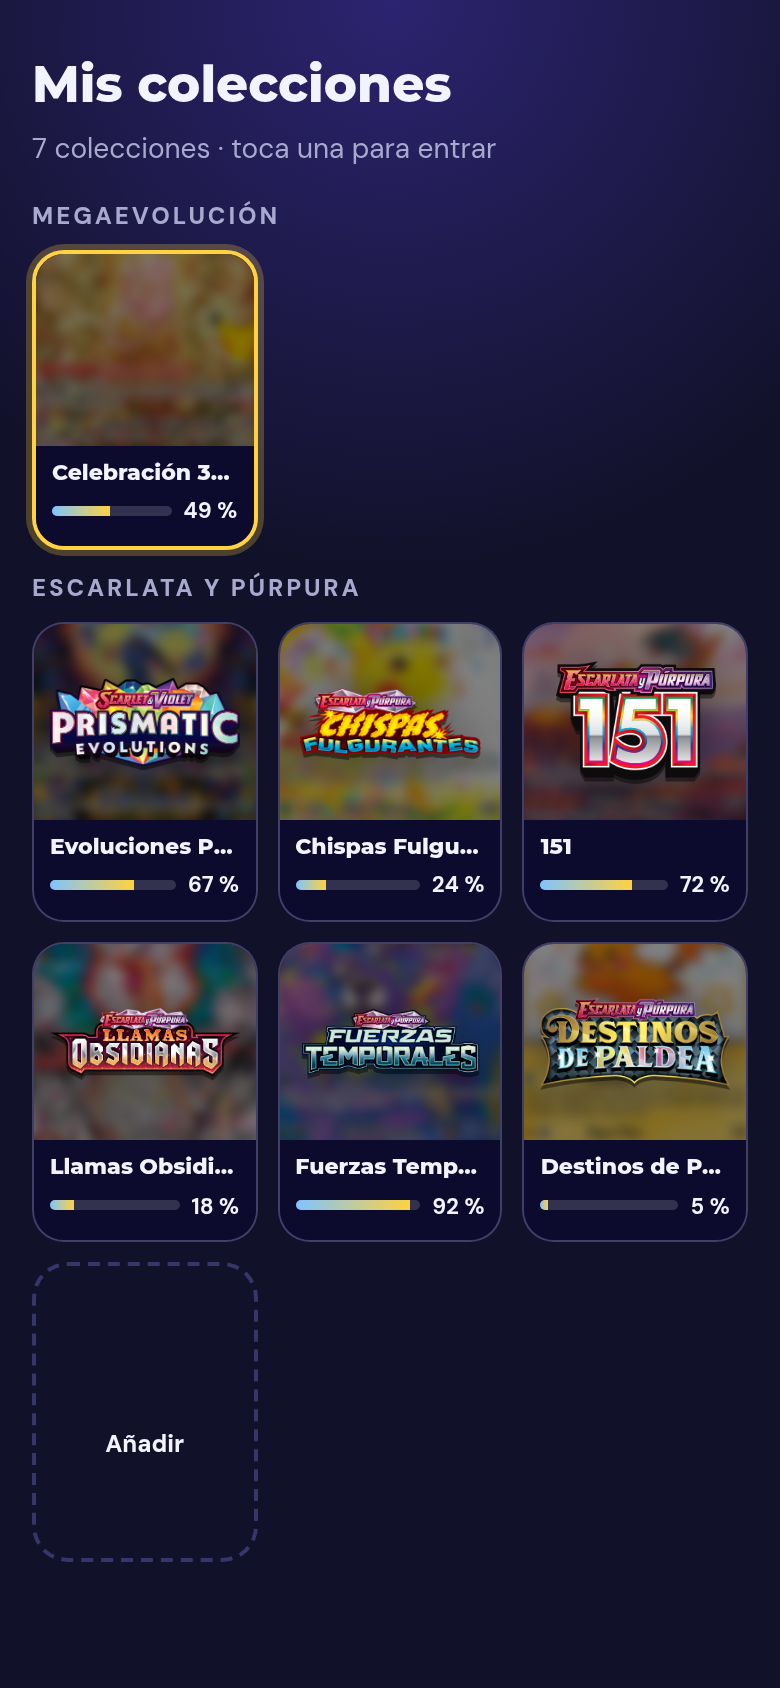 Mis colecciones
7 colecciones · toca una para entrar
MEGAEVOLUCIÓN
Celebración 3...
49 %
ESCARLATA Y PÚRPURA
SCARLET & VIOLET
PRISMATIC
EVOLUTIONS
Evoluciones P...
67 %
ESCARLATA y PÚRPURA
CHISPAS
FULGURANTES
Chispas Fulgu...
24 %
ESCARLATA y PÚRPURA
151
151
72 %
ESCARLATA y PÚRPURA
LLAMAS
OBSIDIANAS
Llamas Obsidi...
18 %
ESCARLATA y PÚRPURA
FUERZAS
TEMPORALES
Fuerzas Temp...
92 %
ESCARLATA y PÚRPURA
DESTINOS
DE PALDEA
Destinos de P...
5 %
Añadir